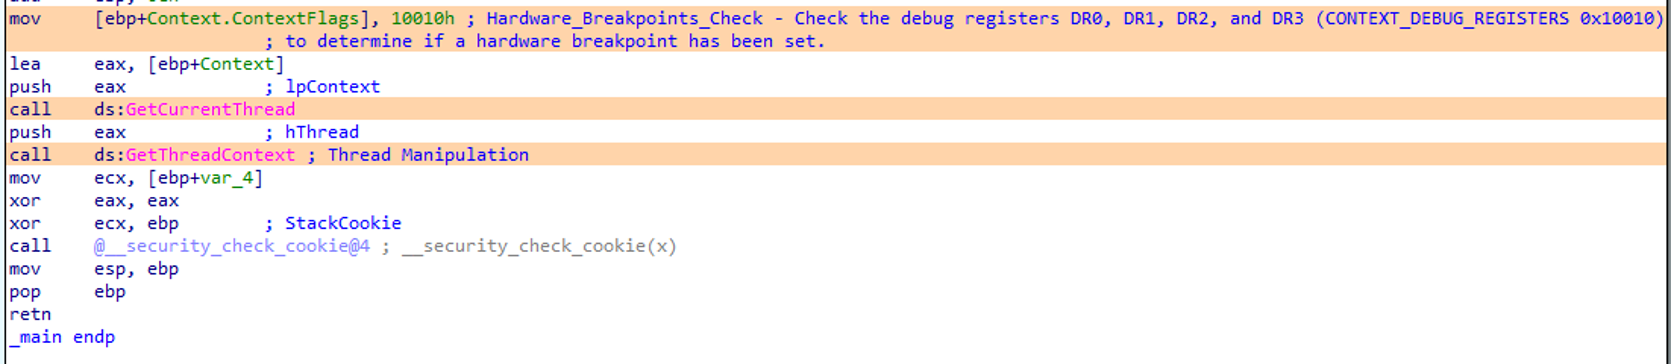 mov [ebp+Context.ContextFlags], 10010h ; Hardware_Breakpoints_Check - Check the debug registers DR0, DR1, DR2, and DR3 (CONTEXT_DEBUG_REGISTERS 0x10010)
; to determine if a hardware breakpoint has been set.
lea eax, [ebp+Context]
push eax ; lpContext
call ds:GetCurrentThread
push eax ; hThread
call ds:GetThreadContext ; Thread Manipulation
mov ecx, [ebp+var_4]
xor eax, eax
xor ecx, ebp ; StackCookie
call @__security_check_cookie@4 ; __security_check_cookie(x)
mov esp, ebp
pop ebp
retn
_main endp